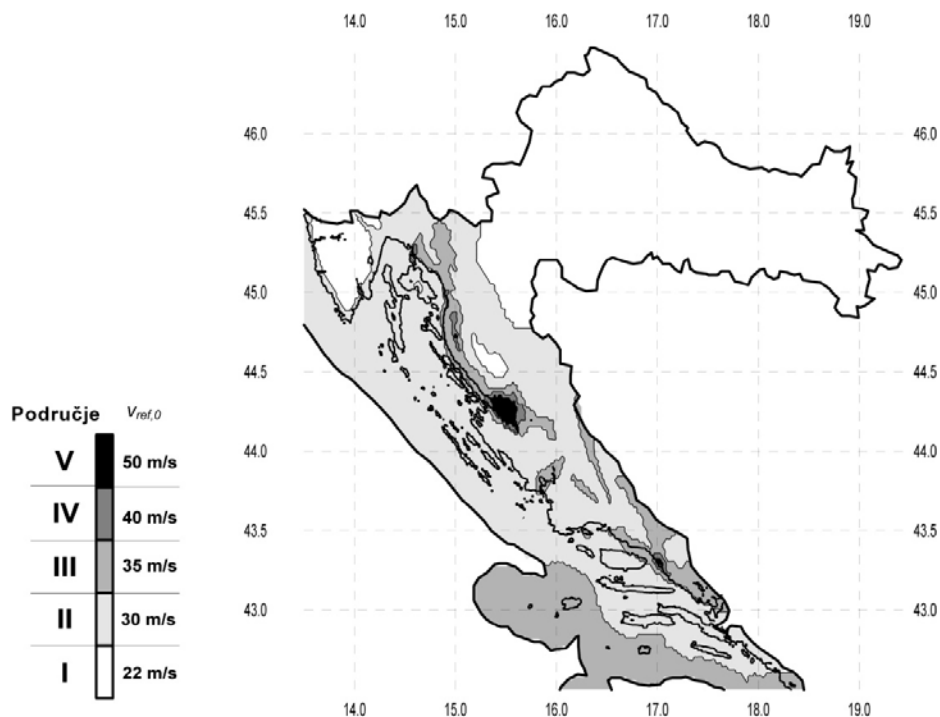 14.0 15.0 16.0 17.0 18.0 19.0
46.0 46.0
45.5 45.5
45.0 45.0
44.5 44.5
Područje v_ref,0
V 50 m/s
44.0 44.0
IV 40 m/s
43.5 43.5
III 35 m/s
43.0 43.0
II 30 m/s
I 22 m/s
14.0 15.0 16.0 17.0 18.0 19.0